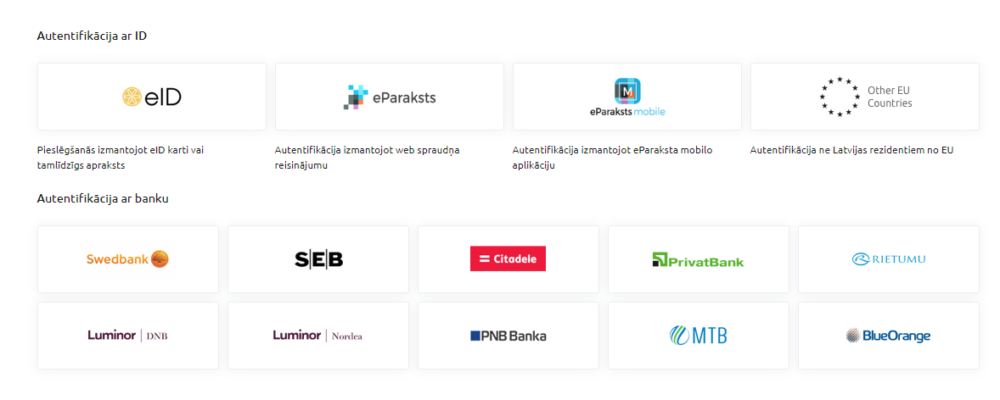 Autentifikācija ar ID
eID
eParaksts
M
eParaksts mobile
Other EU
Countries
Pieslēgšanās izmantojot eID karti vai
tamlīdzīgs apraksts
Autentifikācija izmantojot web spraudņa
reisinājumu
Autentifikācija izmantojot eParaksta mobilo
aplikāciju
Autentifikācija ne Latvijas rezidentiem no EU
Autentifikācija ar banku
Swedbank
SEB
Citadele
PrivatBank
RIETUMU
Luminor | DNB
Luminor | Nordea
PNB Banka
MTB
BlueOrange